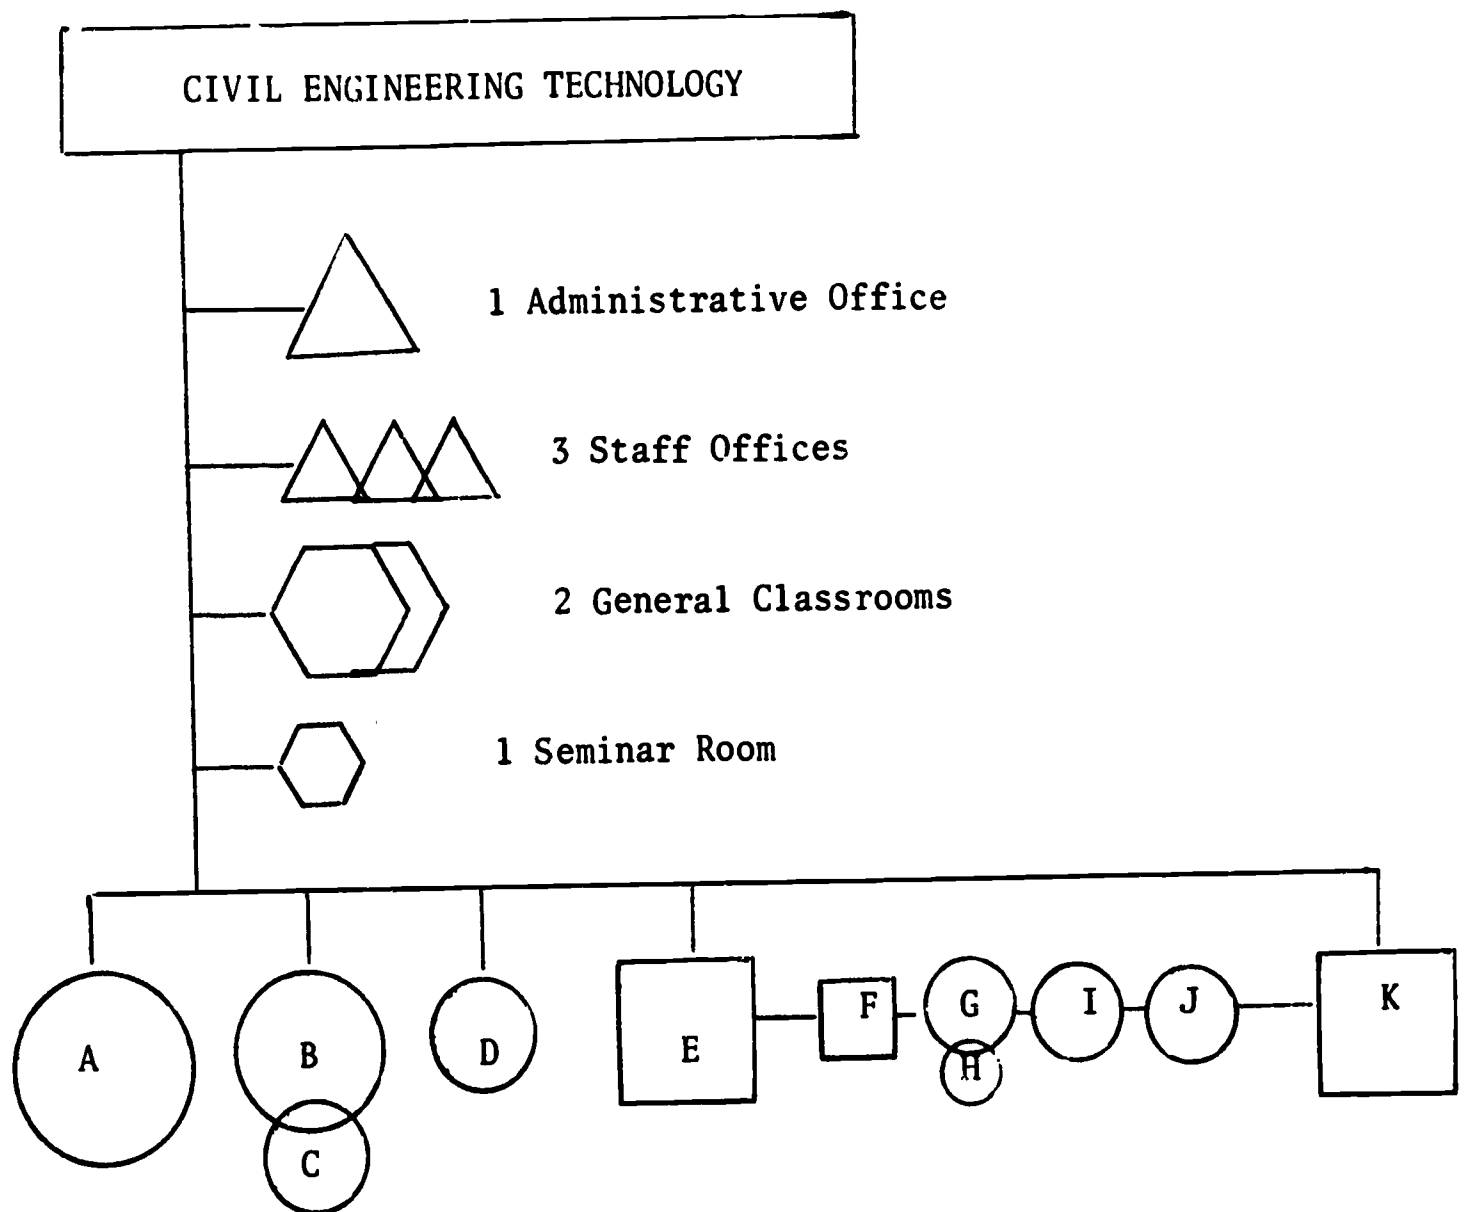 CIVIL ENGINEERING TECHNOLOGY
1 Administrative Office
3 Staff Offices
2 General Classrooms
1 Seminar Room
A B D E F G I J K
H
C